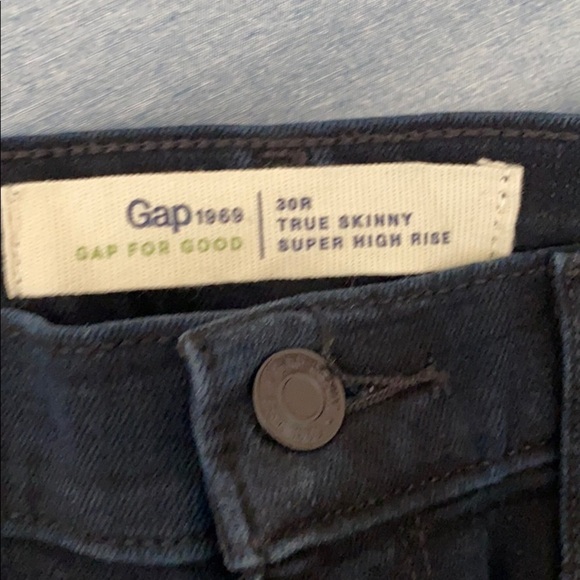 Gap 1969
GAP FOR GOOD
30R
TRUE SKINNY
SUPER HIGH RISE